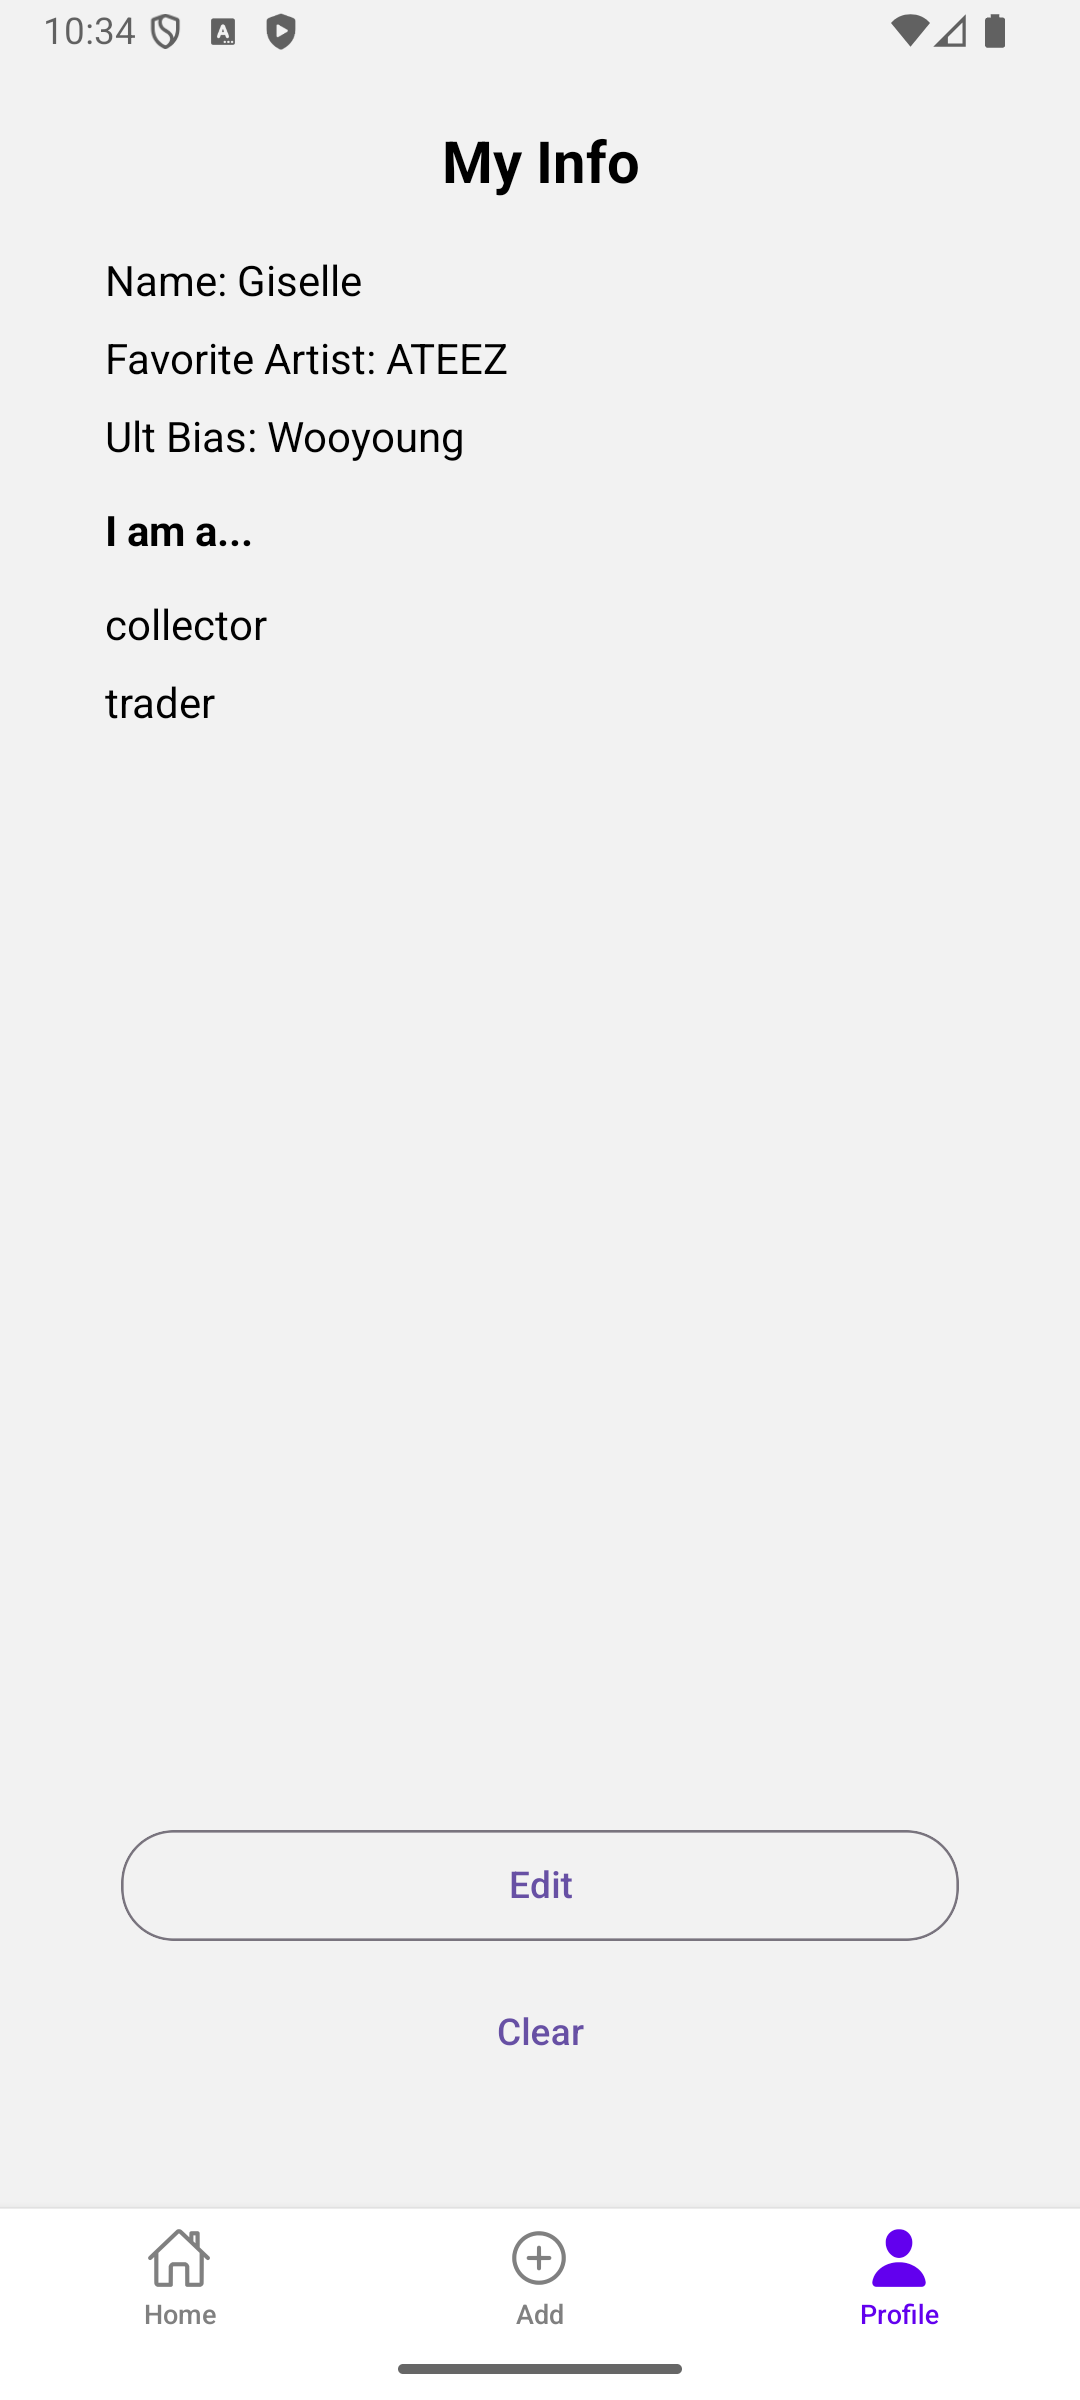 10:34
My Info
Name: Giselle
Favorite Artist: ATEEZ
Ult Bias: Wooyoung
I am a...
collector
trader
Edit
Clear
Home
Add
Profile